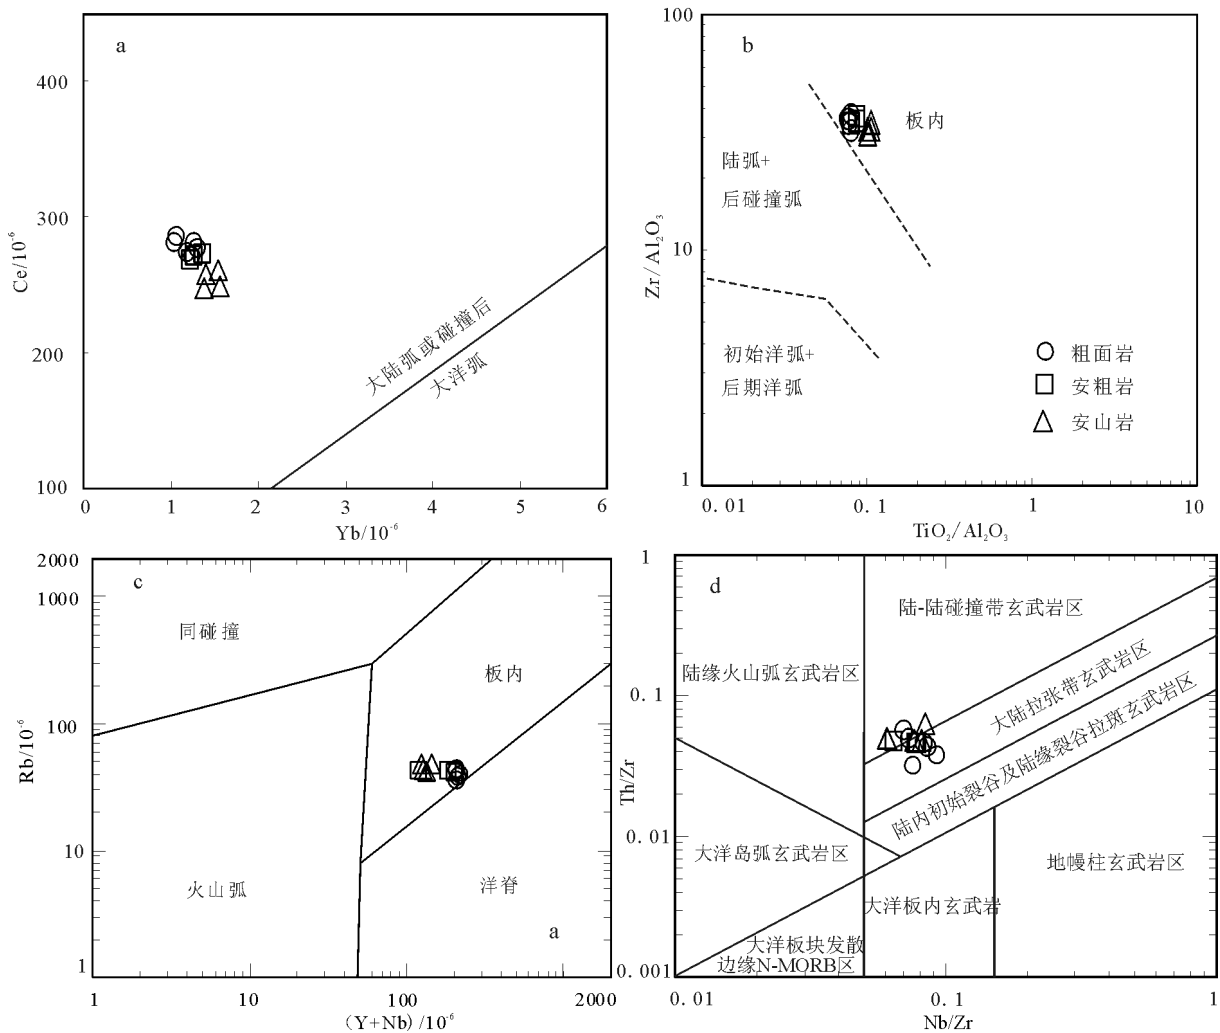 a
400
300
200
100
Ce/10⁻⁶
大陆弧或碰撞后
大洋弧
0
1
2
3
4
5
6
Yb/10⁻⁶
b
100
10
1
Zr/Al₂O₃
板内
陆弧+
后碰撞弧
初始洋弧+
后期洋弧
粗面岩
安粗岩
安山岩
0.01
0.1
1
10
TiO₂/Al₂O₃
c
2000
1000
100
10
1
Rb/10⁻⁶
同碰撞
板内
火山弧
洋脊
a
1
10
100
2000
(Y+Nb)/10⁻⁶
d
1
0.1
0.01
0.001
Th/Zr
陆-陆碰撞带玄武岩区
陆缘火山弧玄武岩区
大陆拉张带玄武岩区
陆内初始裂谷及陆缘裂谷拉斑玄武岩区
大洋岛弧玄武岩区
地幔柱玄武岩区
大洋板内玄武岩
大洋板块发散
边缘N-MORB区
0.01
0.1
1
Nb/Zr